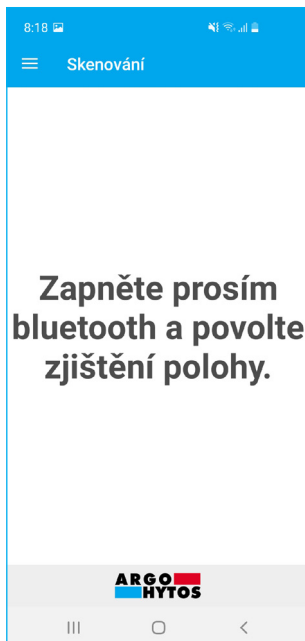 8:18
Skenování
Zapněte prosím
bluetooth a povolte
zjištění polohy.
ARGO
HYTOS